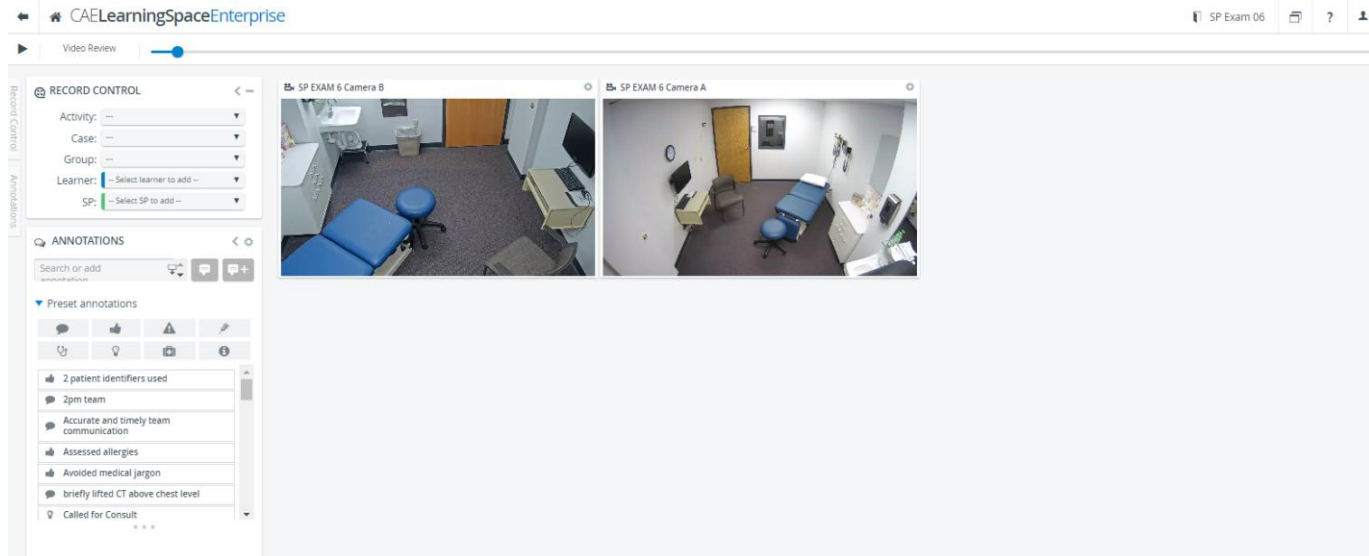 CAELearningSpaceEnterprise
SP Exam 06
?
Video Review
Record Control
Annotations
RECORD CONTROL
Activity: ---
Case: ---
Group: ---
Learner: -- Select learner to add --
SP: -- Select SP to add --
ANNOTATIONS
Search or add
annotation
Preset annotations
2 patient identifiers used
2pm team
Accurate and timely team
communication
Assessed allergies
Avoided medical jargon
briefly lifted CT above chest level
Called for Consult
SP EXAM 6 Camera B
SP EXAM 6 Camera A